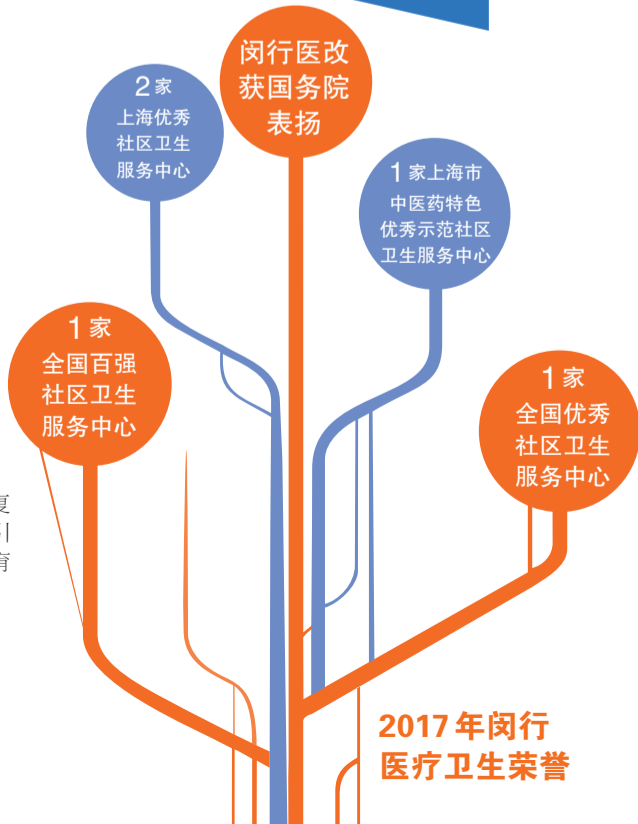 闵行医改
获国务院
表扬
2家
上海优秀
社区卫生
服务中心
1家上海市
中医药特色
优秀示范社区
卫生服务中心
1家
全国百强
社区卫生
服务中心
1家
全国优秀
社区卫生
服务中心
2017年闵行
医疗卫生荣誉